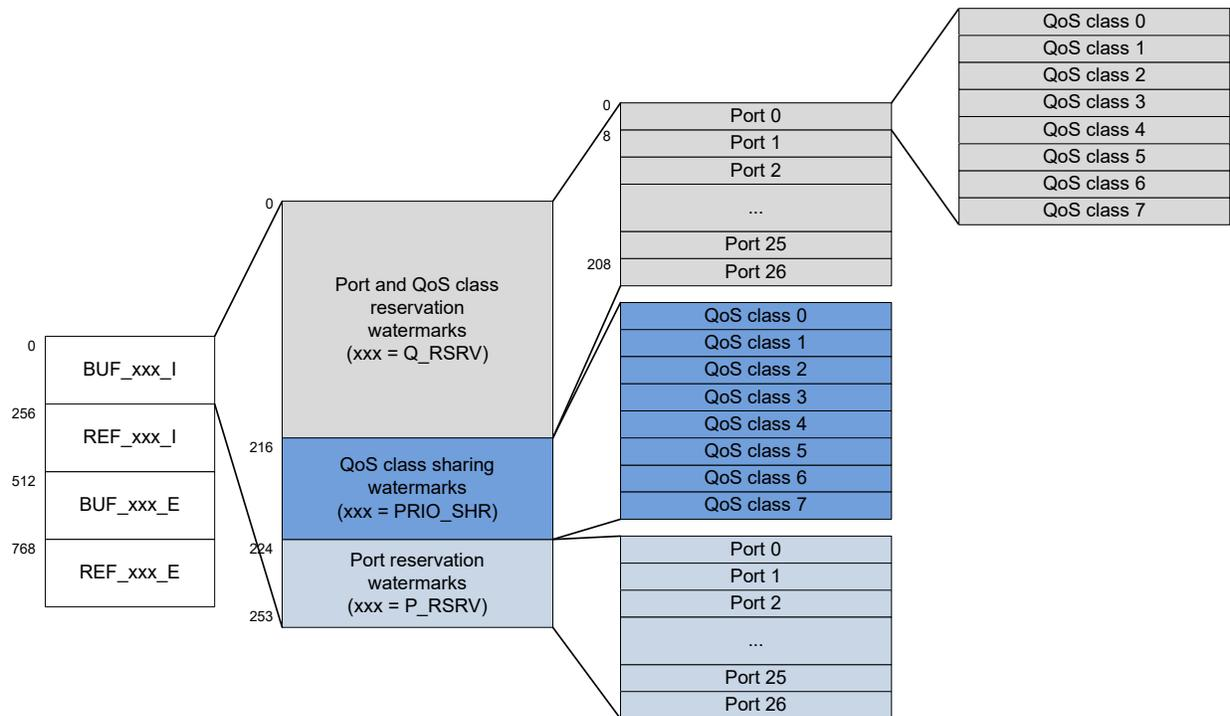 0
256
512
768
BUF_xxx_I
REF_xxx_I
BUF_xxx_E
REF_xxx_E
0
216
224
253
Port and QoS class
reservation
watermarks
(xxx = Q_RSRV)
QoS class sharing
watermarks
(xxx = PRIO_SHR)
Port reservation
watermarks
(xxx = P_RSRV)
0
8
208
Port 0
Port 1
Port 2
...
Port 25
Port 26
QoS class 0
QoS class 1
QoS class 2
QoS class 3
QoS class 4
QoS class 5
QoS class 6
QoS class 7
Port 0
Port 1
Port 2
...
Port 25
Port 26
QoS class 0
QoS class 1
QoS class 2
QoS class 3
QoS class 4
QoS class 5
QoS class 6
QoS class 7